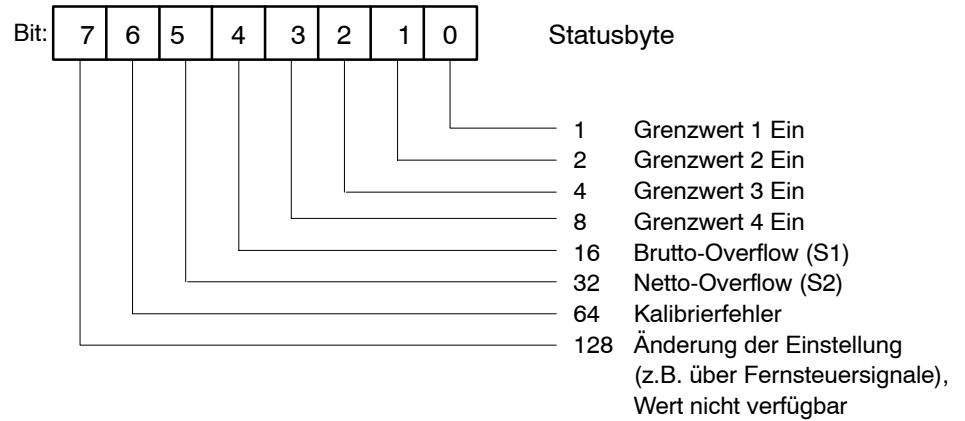 Bit: 7 6 5 4 3 2 1 0 Statusbyte
1 Grenzwert 1 Ein
2 Grenzwert 2 Ein
4 Grenzwert 3 Ein
8 Grenzwert 4 Ein
16 Brutto-Overflow (S1)
32 Netto-Overflow (S2)
64 Kalibrierfehler
128 Änderung der Einstellung
(z.B. über Fernsteuersignale),
Wert nicht verfügbar